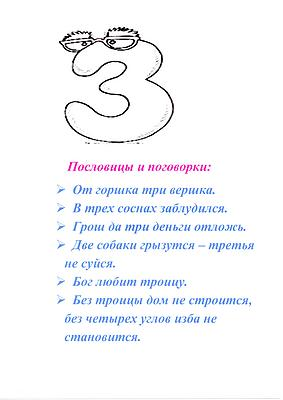 3
Пословицы и поговорки:
➢ От горшка три вершка.
➢ В трех соснах заблудился.
➢ Грош да три деньги отложь.
➢ Две собаки грызутся – третья
не суйся.
➢ Бог любит троицу.
➢ Без троицы дом не строится,
без четырех углов изба не
становится.